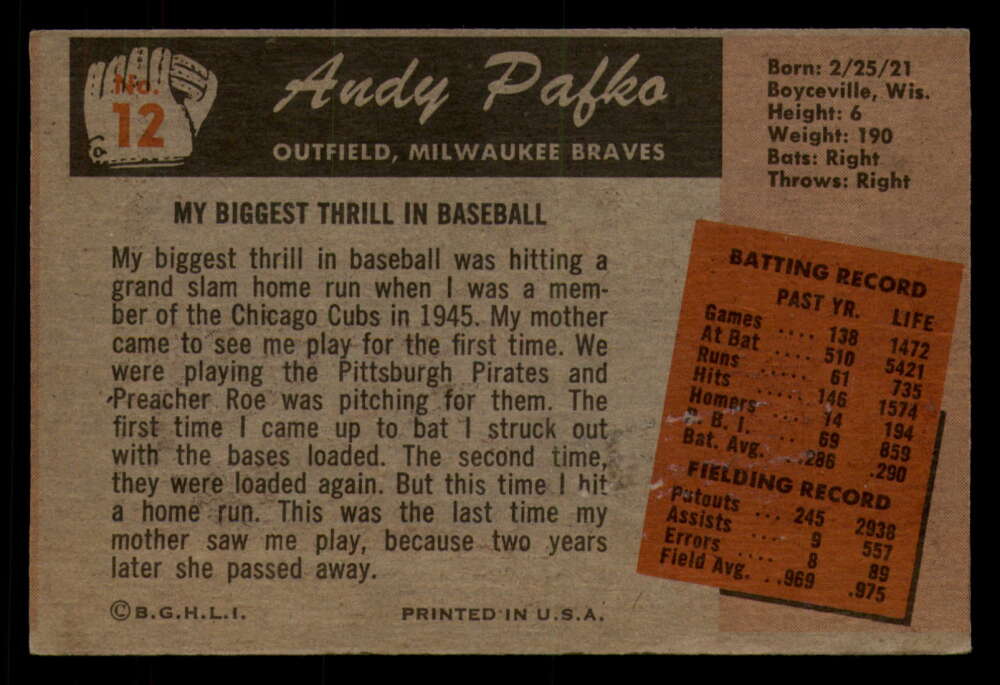 No.
12
Andy Pafko
OUTFIELD, MILWAUKEE BRAVES
Born: 2/25/21
Boyceville, Wis.
Height: 6
Weight: 190
Bats: Right
Throws: Right
MY BIGGEST THRILL IN BASEBALL
My biggest thrill in baseball was hitting a
grand slam home run when I was a mem-
ber of the Chicago Cubs in 1945. My mother
came to see me play for the first time. We
were playing the Pittsburgh Pirates and
Preacher Roe was pitching for them. The
first time I came up to bat I struck out
with the bases loaded. The second time,
they were loaded again. But this time I hit
a home run. This was the last time my
mother saw me play, because two years
later she passed away.
©B.G.H.L.I. PRINTED IN U.S.A.
BATTING RECORD
PAST YR. LIFE
Games .... 138 1472
At Bat .... 510 5421
Runs ..... 61 735
Hits ..... 146 1574
Homers ... 14 194
R. B. I. .. 69 859
Bat. Avg. ..286 .290
FIELDING RECORD
Putouts ... 245 2938
Assists ... 9 557
Errors .... 8 89
Field Avg. ..969 .975